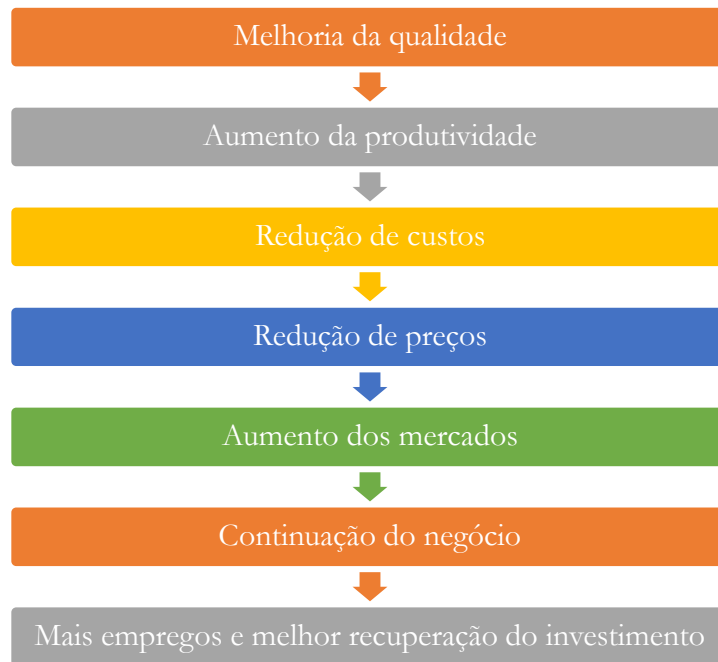 Melhoria da qualidade
Aumento da produtividade
Redução de custos
Redução de preços
Aumento dos mercados
Continuação do negócio
Mais empregos e melhor recuperação do investimento